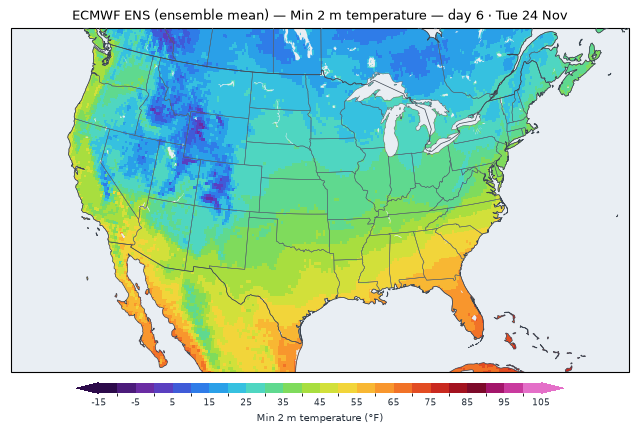 ECMWF ENS (ensemble mean) — Min 2 m temperature — day 6 · Tue 24 Nov
-15 -5 5 15 25 35 45 55 65 75 85 95 105
Min 2 m temperature (°F)